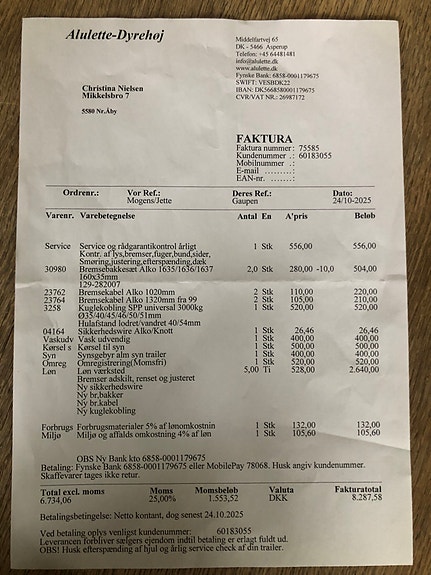 Alulette-Dyrehøj
Middelfartvej 65
DK - 5466 Asperup
Telefon: +45 64481481
info@alulette.dk
www.alulette.dk
Fynske Bank: 6858-0001179675
SWIFT: VESBDK22
IBAN: DK5668580001179675
CVR/VAT NR.: 26987172
Christina Nielsen
Mikkelsbro 7
5580 Nr.Åby
FAKTURA
Faktura nummer : 75585
Kundenummer .: 60183055
Mobilnummer .:
E-mail .........:
EAN-nr. .......:
Ordrenr.: Vor Ref.: Deres Ref.: Dato:
Mogens/Jette Gaupen 24/10-2025
Varenr. Varebetegnelse Antal En A'pris Beløb
Service Service og rådgarantikontrol årligt 1 Stk 556,00 556,00
Kontr. af lys,bremser,fuger,bund,sider,
Smøring,justering,efterspænding,dæk
30980 Bremsebakkesæt Alko 1635/1636/1637 2,0 Stk 280,00 -10,0 504,00
160x35mm
129-282007
23762 Bremsekabel Alko 1020mm 2 Stk 110,00 220,00
23764 Bremsekabel Alko 1320mm fra 99 2 Stk 105,00 210,00
3258 Kuglekobling SPP universal 3000kg 1 Stk 520,00 520,00
Ø35/40/45/46/50/51mm
Hulafstand lodret/vandret 40/54mm
04164 Sikkerhedswire Alko/Knott 1 Stk 26,46 26,46
Vaskudv Vask udvendig 1 Stk 400,00 400,00
Kørsel s Kørsel til syn 1 Stk 500,00 500,00
Syn Synsgebyr alm syn trailer 1 Stk 400,00 400,00
Omreg Omregistrering(Momsfri) 1 Stk 520,00 520,00
Løn Løn værksted 5,00 Ti 528,00 2.640,00
Bremser adskilt, renset og justeret
Ny sikkerhedswire
Ny br.bakker
Ny br.kabel
Ny kuglekobling
Forbrugs Forbrugsmaterialer 5% af lønomkostnin 1 Stk 132,00 132,00
Miljø Miljø og affalds omkostning 4% af løn 1 Stk 105,60 105,60
OBS Ny Bank kto 6858-0001179675
Betaling: Fynske Bank 6858-0001179675 eller MobilePay 78068. Husk angiv kundenummer.
Skaffevarer tages ikke retur.
Total excl. moms Moms Momsbeløb Valuta Fakturatotal
6.734,06 25,00% 1.553,52 DKK 8.287,58
Betalingsbetingelse: Netto kontant, dog senest 24.10.2025
Ved betaling oplys venligst kundenummer: 60183055
Leverancen forbliver sælgers ejendom indtil betaling er erlagt fuldt ud.
OBS! Husk efterspænding af hjul og årlig service check af din trailer.